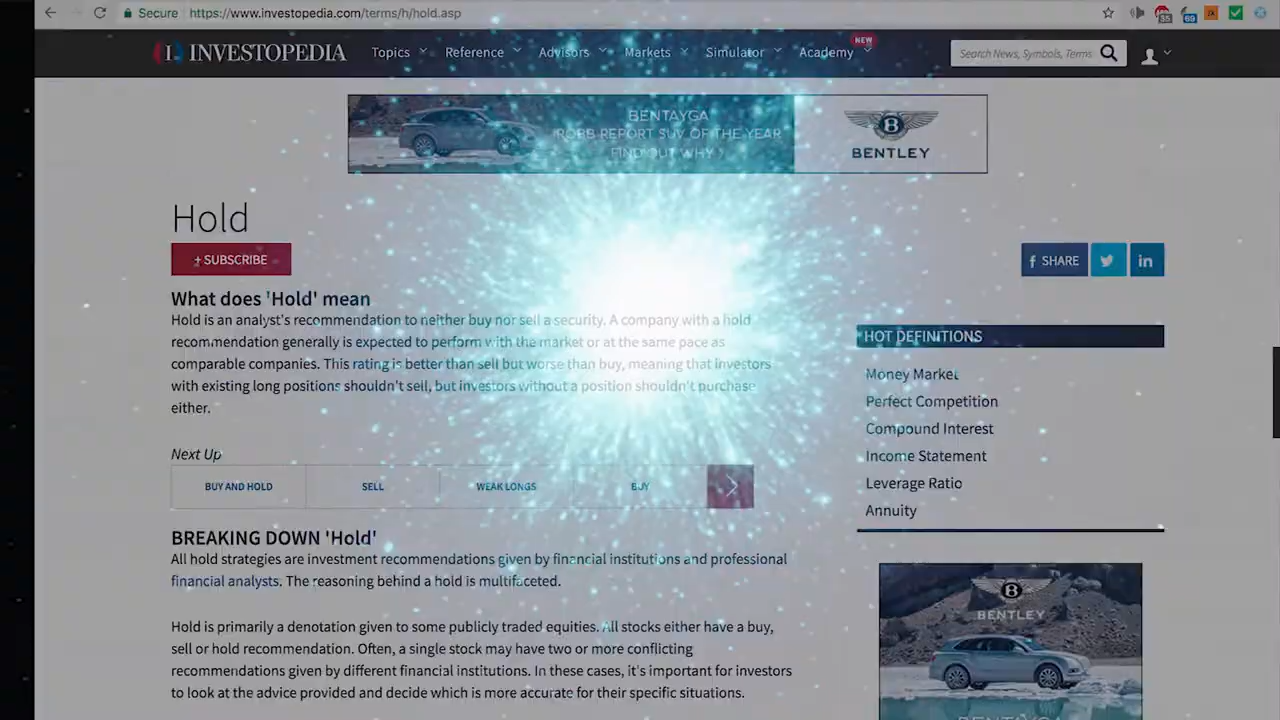 Secure
https://www.investopedia.com/terms/h/hold.asp
35
69
INVESTOPEDIA
Topics
Reference
Advisors
Markets
Simulator
Academy
NEW
Search News, Symbols, Terms
BENTAYGA
ROBB REPORT SUV OF THE YEAR
FIND OUT WHY >
B
BENTLEY
Hold
+ SUBSCRIBE
f SHARE
in
What does 'Hold' mean
Hold is an analyst's recommendation to neither buy nor sell a security. A company with a hold
recommendation generally is expected to perform with the market or at the same pace as
comparable companies. This rating is better than sell but worse than buy, meaning that investors
with existing long positions shouldn't sell, but investors without a position shouldn't purchase
either.
Next Up
BUY AND HOLD
SELL
WEAK LONGS
BUY
BREAKING DOWN 'Hold'
All hold strategies are investment recommendations given by financial institutions and professional
financial analysts. The reasoning behind a hold is multifaceted.
Hold is primarily a valuation given to some publicly traded equities. All stocks either have a buy,
sell or hold recommendation. Often, a single stock may have two or more conflicting
recommendations given by different financial institutions. In these cases, it's important for investors
to look at the advice provided and decide which is more accurate for their specific situations.
HOT DEFINITIONS
Money Market
Perfect Competition
Compound Interest
Income Statement
Leverage Ratio
Annuity
B
BENTLEY
BENTAYGA